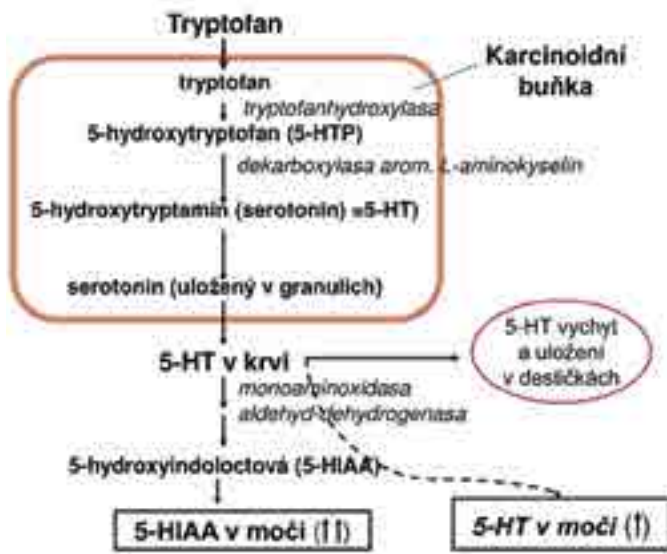 Tryptofan
Karcinoidní
buňka
tryptofan
tryptofanhydroxylasa
5-hydroxytryptofan (5-HTP)
dekarboxylasa arom. L-aminokyselin
5-hydroxytryptamin (serotonin) =5-HT)
serotonin (uložený v granulich)
5-HT v krvi
5-HT vychyt
a uložení
v destičkách
monoaminoxidasa
aldehyd-dehydrogenasa
5-hydroxyindoloctová (5-HIAA)
5-HIAA v moči (↑↑)
5-HT v moči (↑)